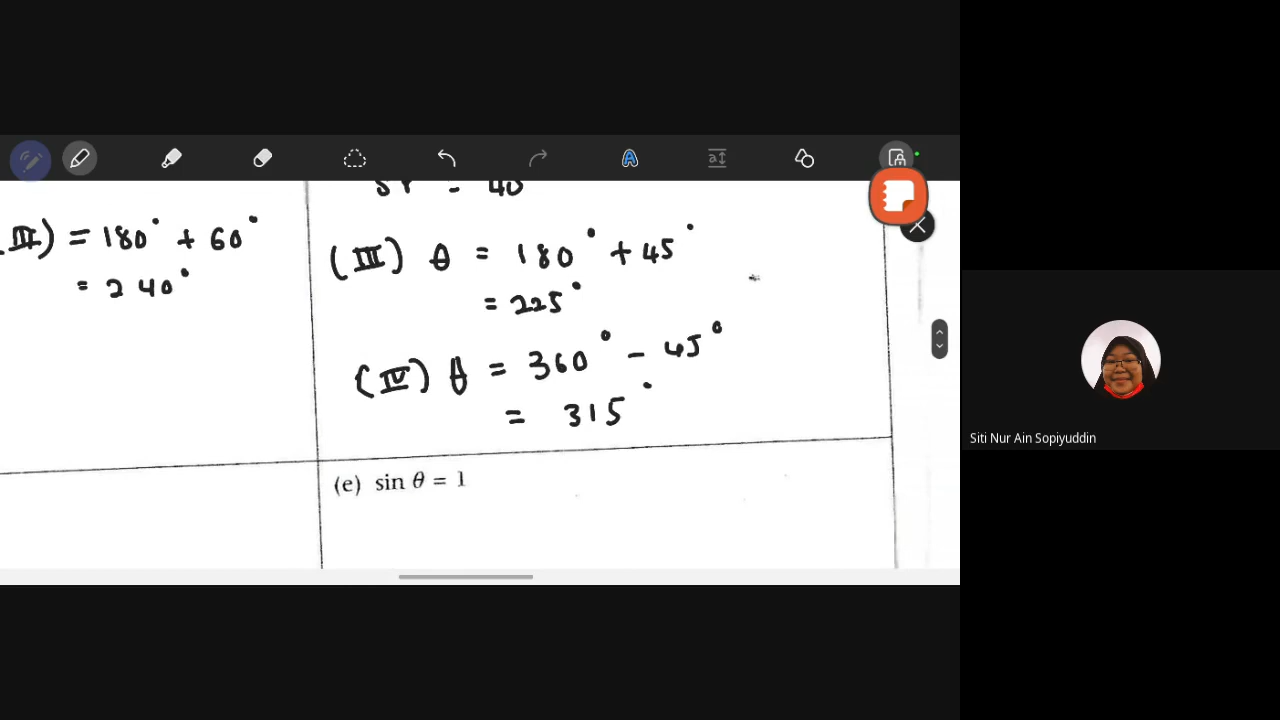 (III) = 180° + 60°
= 240°
(III) θ = 180° + 45°
= 225°
(IV) θ = 360° - 45°
= 315°
(e) sin θ = 1
Siti Nur Ain Sopiyuddin